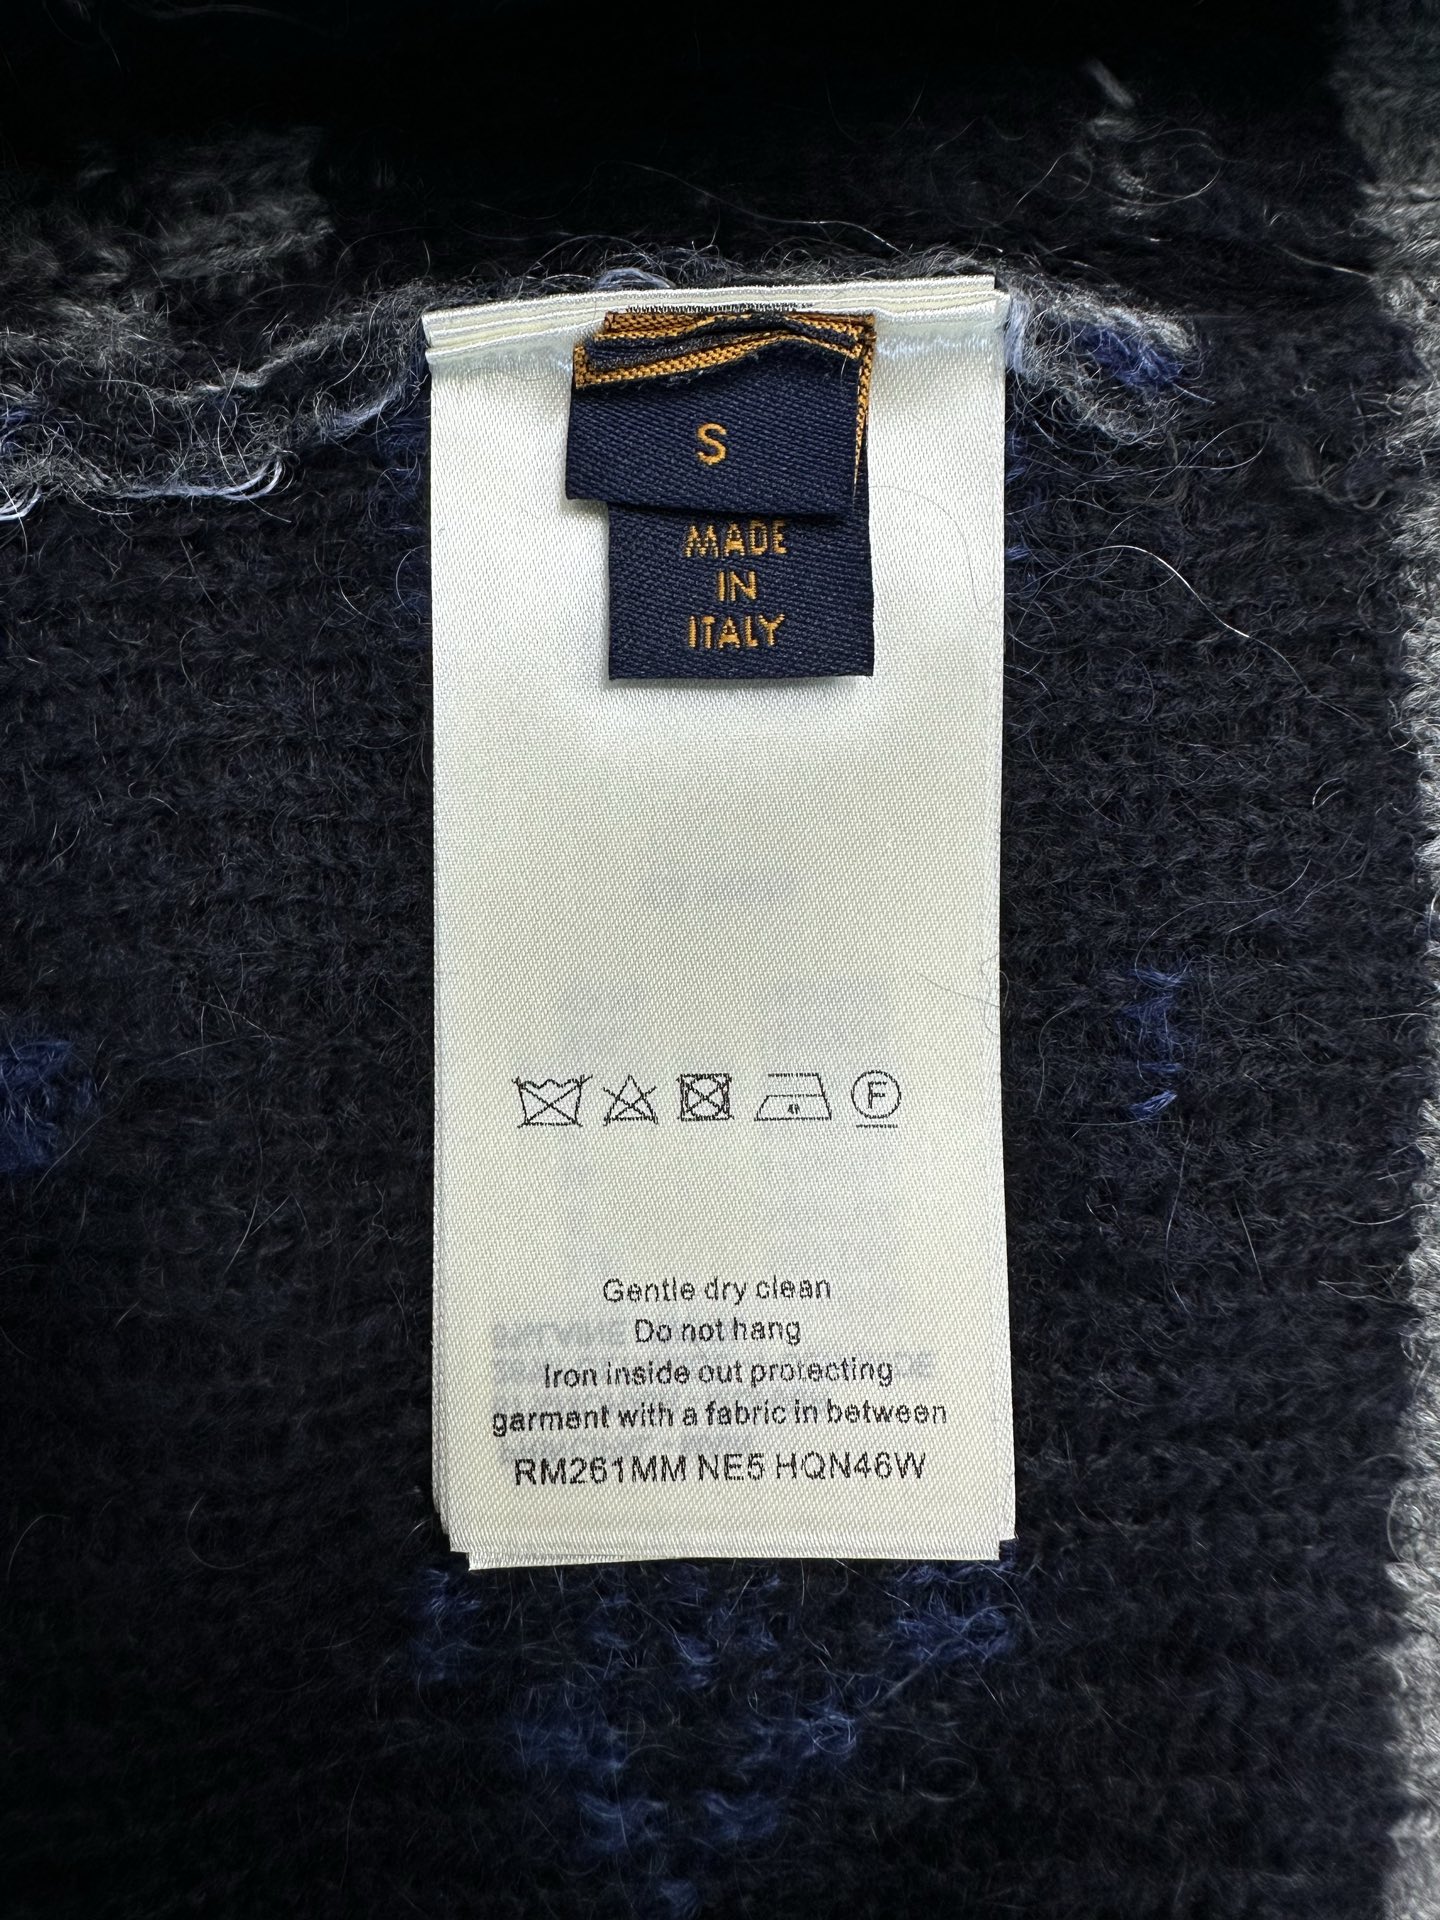 S
MADE
IN
ITALY
F
Gentle dry clean
Do not hang
Iron inside out protecting
garment with a fabric in between
RM261MM NE5 HQN46W